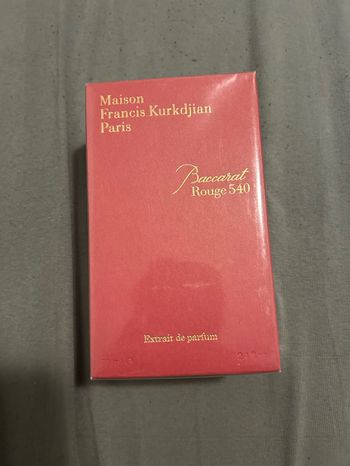 Maison
Francis Kurkdjian
Paris
Baccarat
Rouge 540
Extrait de parfum